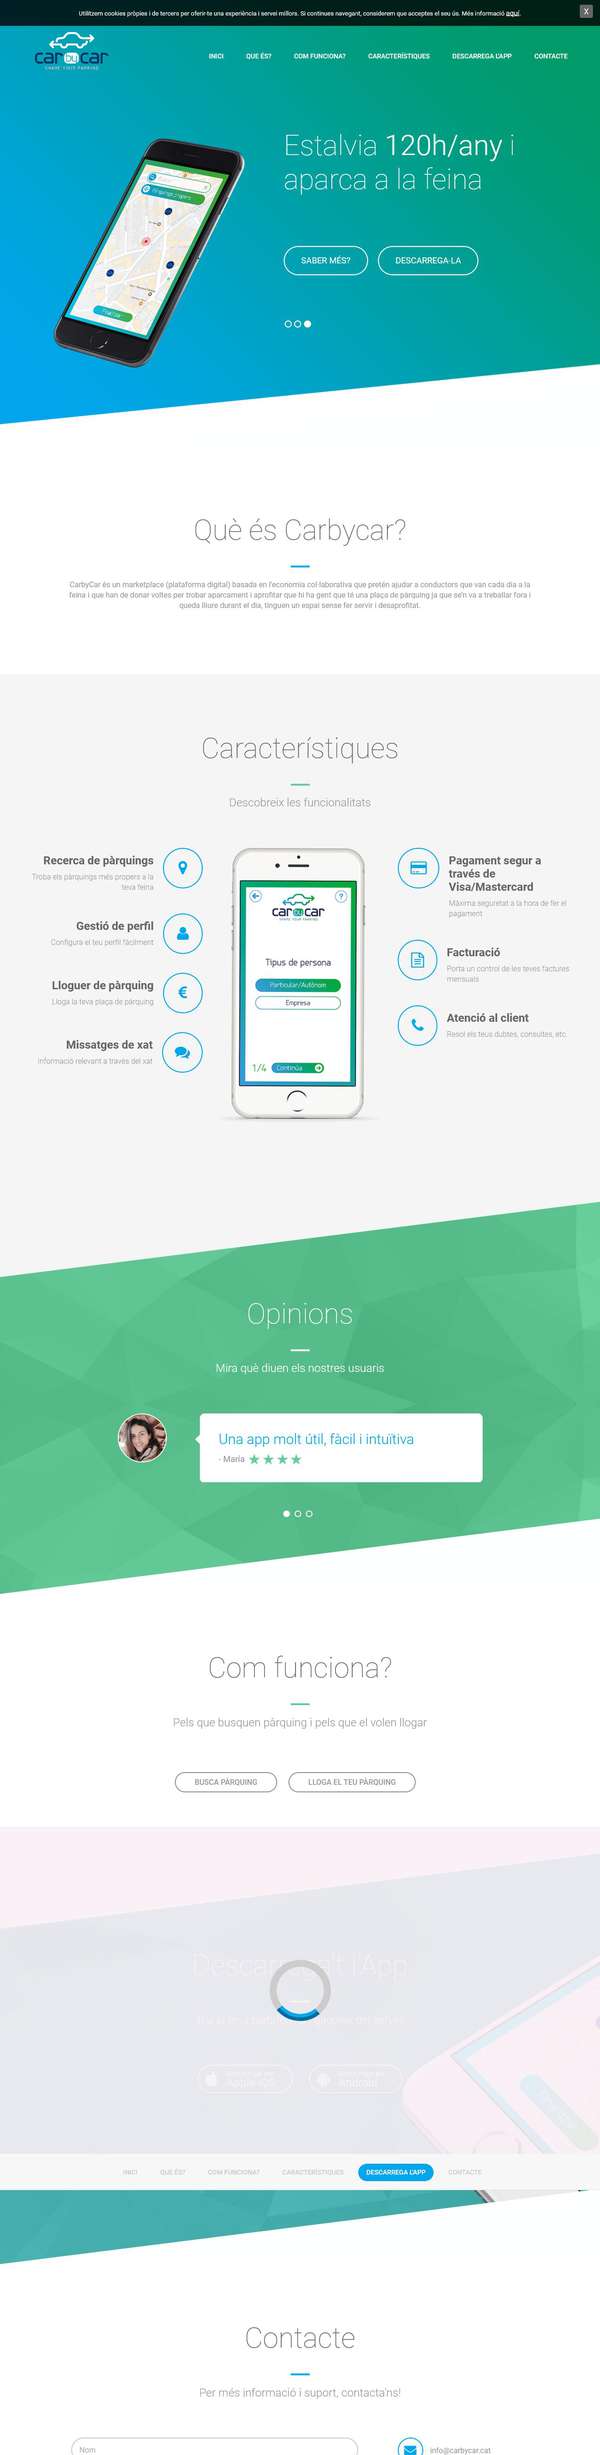 Utilitzem cookies pròpies i de tercers per oferir-te una experiència i servei millors. Si continues navegant, considerem que acceptes el seu ús. Més informació aquí.
X
car by car
SHARE YOUR PARKING
INICI
QUE ÉS?
COM FUNCIONA?
CARACTERÍSTIQUES
DESCARREGA L'APP
CONTACTE
Estalvia 120h/any i
aparca a la feina
SABER MÉS?
DESCARREGA-LA
Què és Carbycar?
CarbyCar és un marketplace (plataforma digital) basada en l'economia col·laborativa que pretén ajudar a conductors que van cada dia a la
feina i que han de donar voltes per trobar aparcament i aprofitar que hi ha gent que té una plaça de pàrquing ja que se'n va a treballar fora i
queda lliure durant el dia, tinguen un espai sense fer servir i desaprofitat.
Característiques
Descobreix les funcionalitats
Recerca de pàrquings
Troba els pàrquings més propers a la
teva feina
Gestió de perfil
Configura el teu perfil fàcilment
Lloguer de pàrquing
Lloga la teva plaça de pàrquing
Missatges de xat
Informació relevant a través del xat
car by car
SHARE YOUR PARKING
Tipus de persona
Particular/Autònom
Empresa
1/4
Continúa
Pagament segur a
través de
Visa/Mastercard
Màxima seguretat a la hora de fer el
pagament
Facturació
Porta un control de les teves factures
mensuals
Atenció al client
Resol els teus dubtes, consultes, etc.
Opinions
Mira què diuen els nostres usuaris
Una app molt útil, fàcil i intuïtiva
- Maria
Com funciona?
Pels que busquen pàrquing i pels que el volen llogar
BUSCA PÀRQUING
LLOGA EL TEU PÀRQUING
l'App
Apple iOS
Android
INICI
QUE ÉS?
COM FUNCIONA?
CARACTERÍSTIQUES
DESCARREGA L'APP
CONTACTE
Contacte
Per més informació i suport, contacta'ns!
Nom
info@carbycar.cat